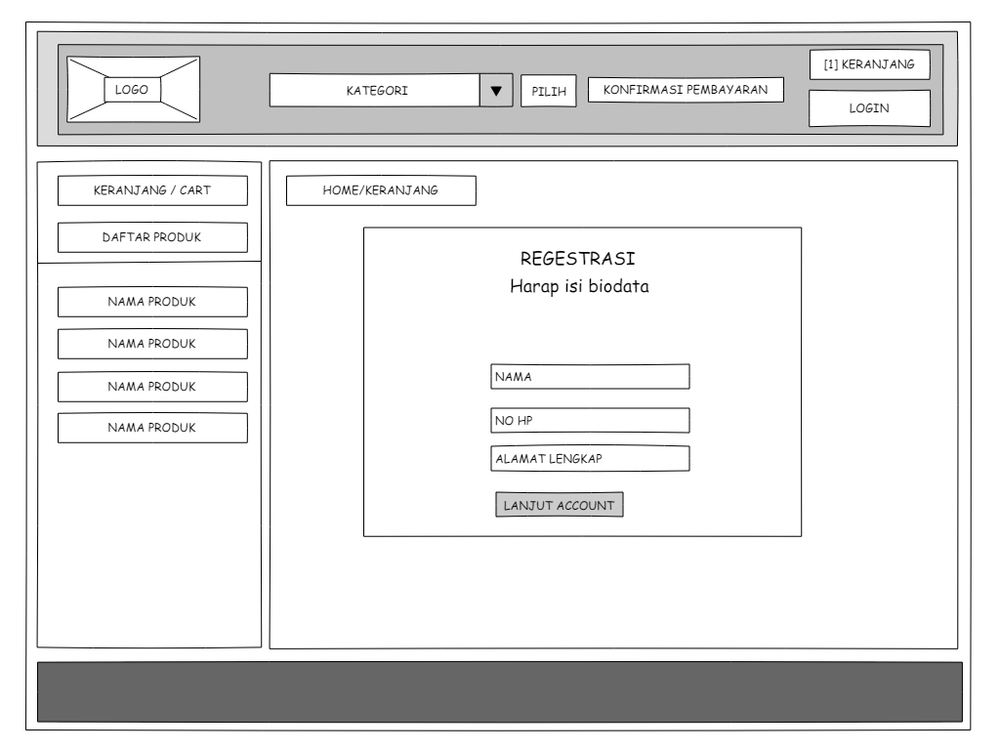 LOGO
KATEGORI
▼
PILIH
KONFIRMASI PEMBAYARAN
[1] KERANJANG
LOGIN
KERANJANG / CART
DAFTAR PRODUK
NAMA PRODUK
NAMA PRODUK
NAMA PRODUK
NAMA PRODUK
HOME/KERANJANG
REGESTRASI
Harap isi biodata
NAMA
NO HP
ALAMAT LENGKAP
LANJUT ACCOUNT